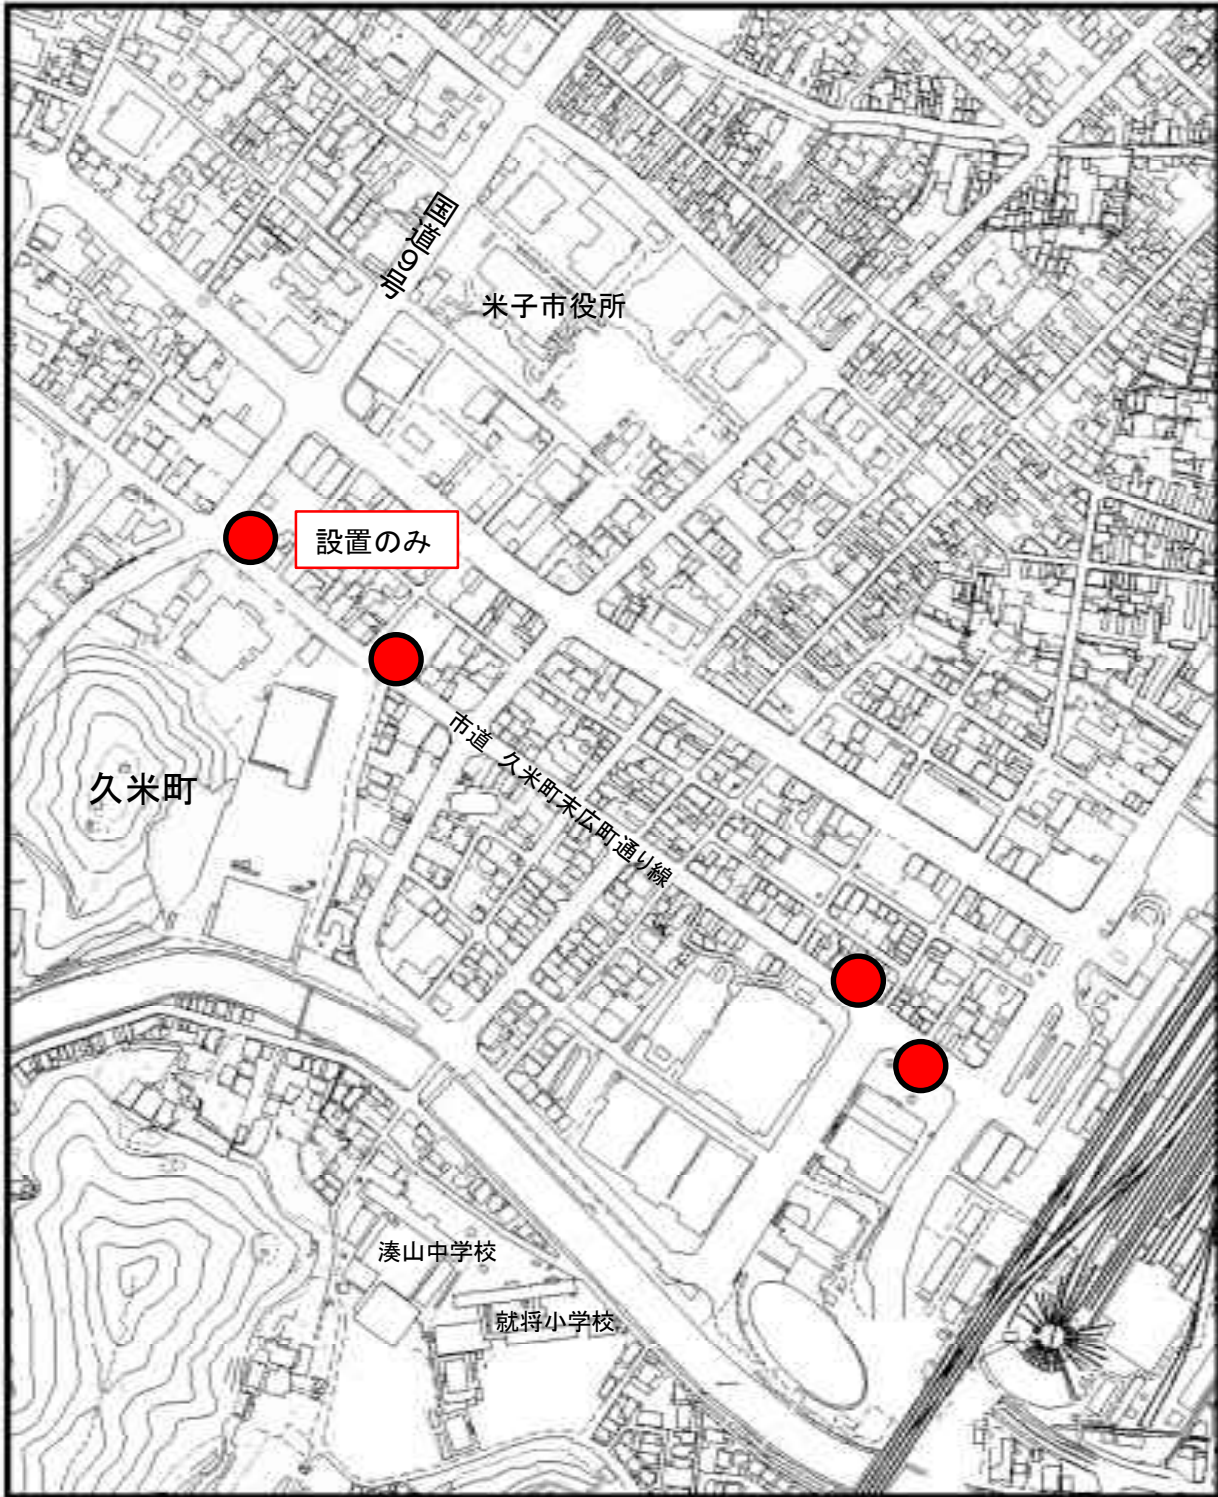 国道9号
米子市役所
設置のみ
市道 久米町末広町通り線
久米町
湊山中学校
就将小学校